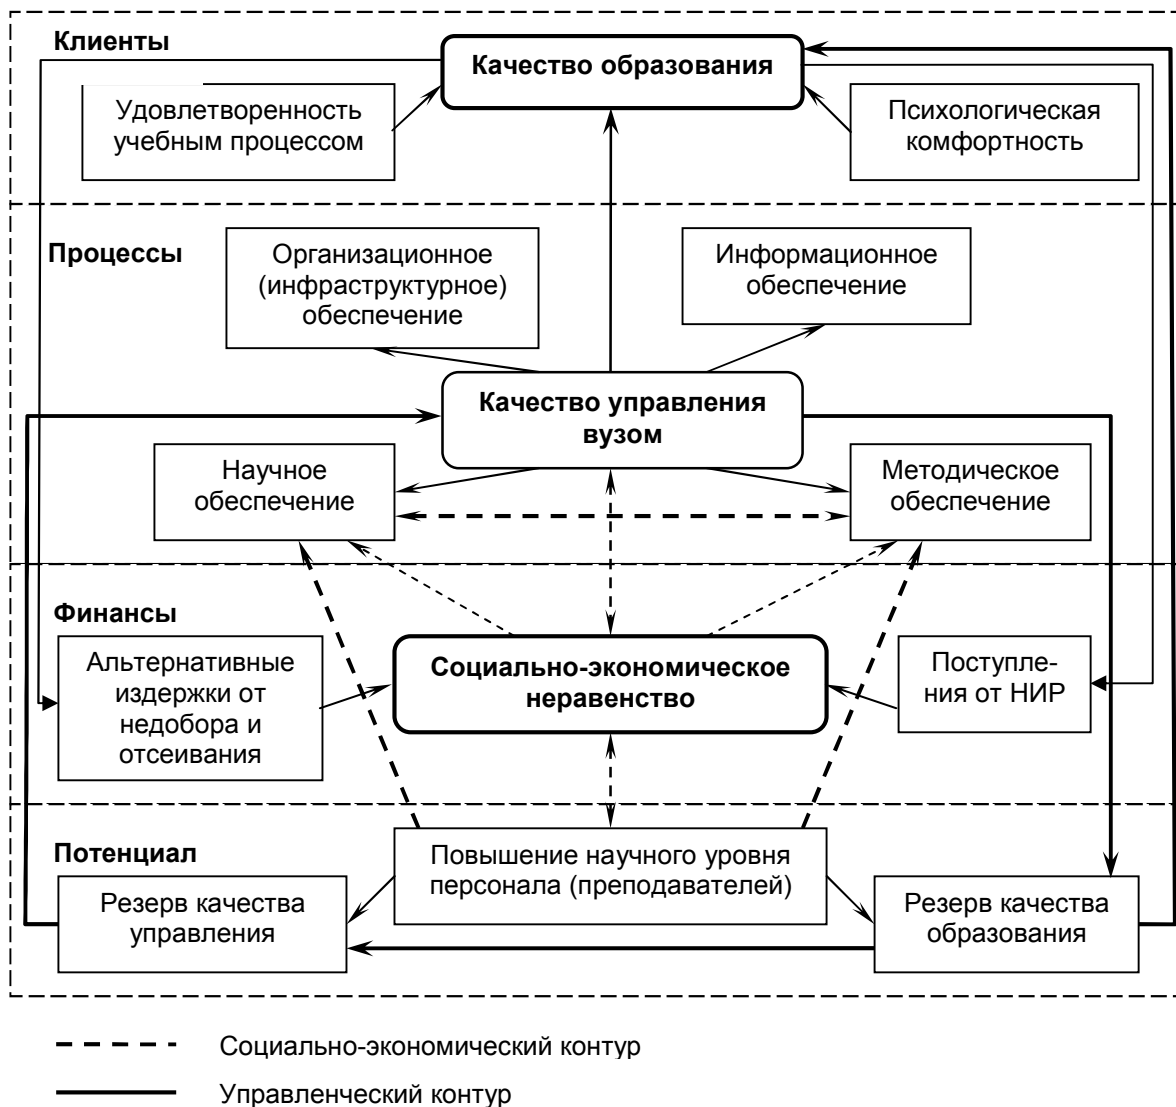 Клиенты
Качество образования
Удовлетворенность
учебным процессом
Психологическая
комфортность
Процессы
Организационное
(инфраструктурное)
обеспечение
Информационное
обеспечение
Качество управления
вузом
Научное
обеспечение
Методическое
обеспечение
Финансы
Альтернативные
издержки от
недобора и
отсеивания
Социально-экономическое
неравенство
Поступле-
ния от НИР
Потенциал
Повышение научного уровня
персонала (преподавателей)
Резерв качества
управления
Резерв качества
образования
Социально-экономический контур
Управленческий контур